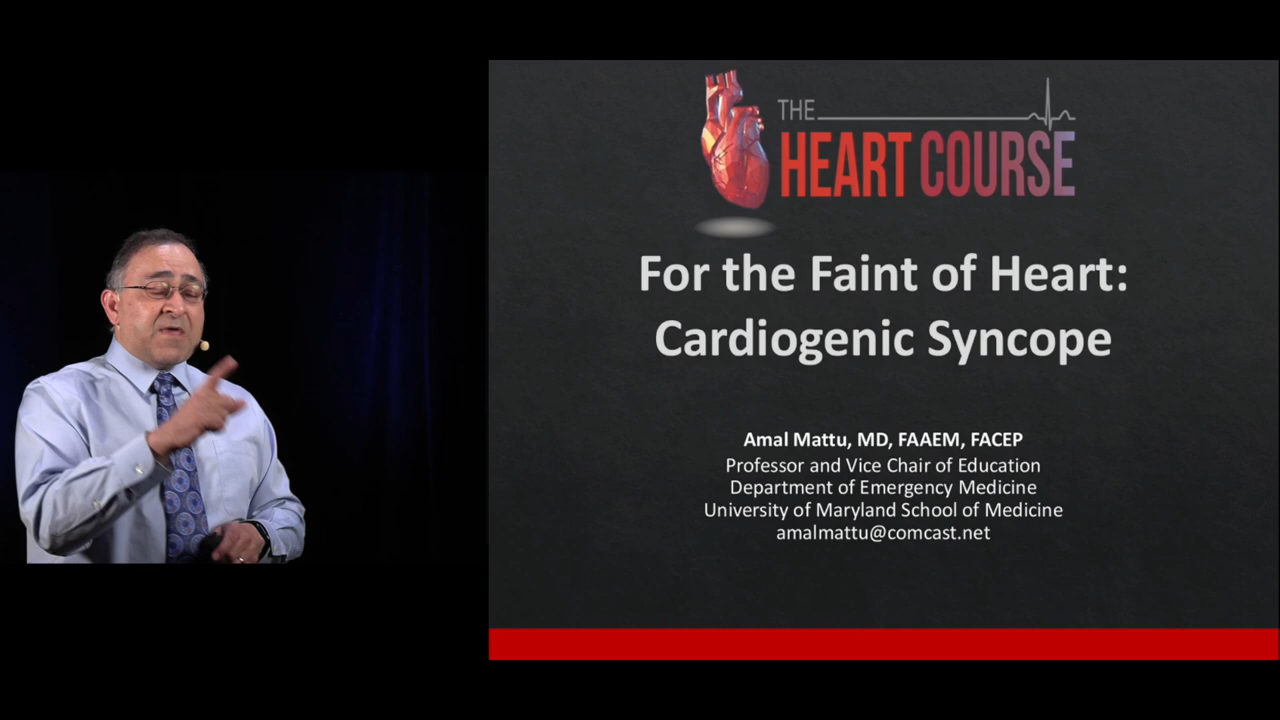 THE
HEART COURSE
For the Faint of Heart:
Cardiogenic Syncope
Amal Mattu, MD, FAAEM, FACEP
Professor and Vice Chair of Education
Department of Emergency Medicine
University of Maryland School of Medicine
amalmattu@comcast.net